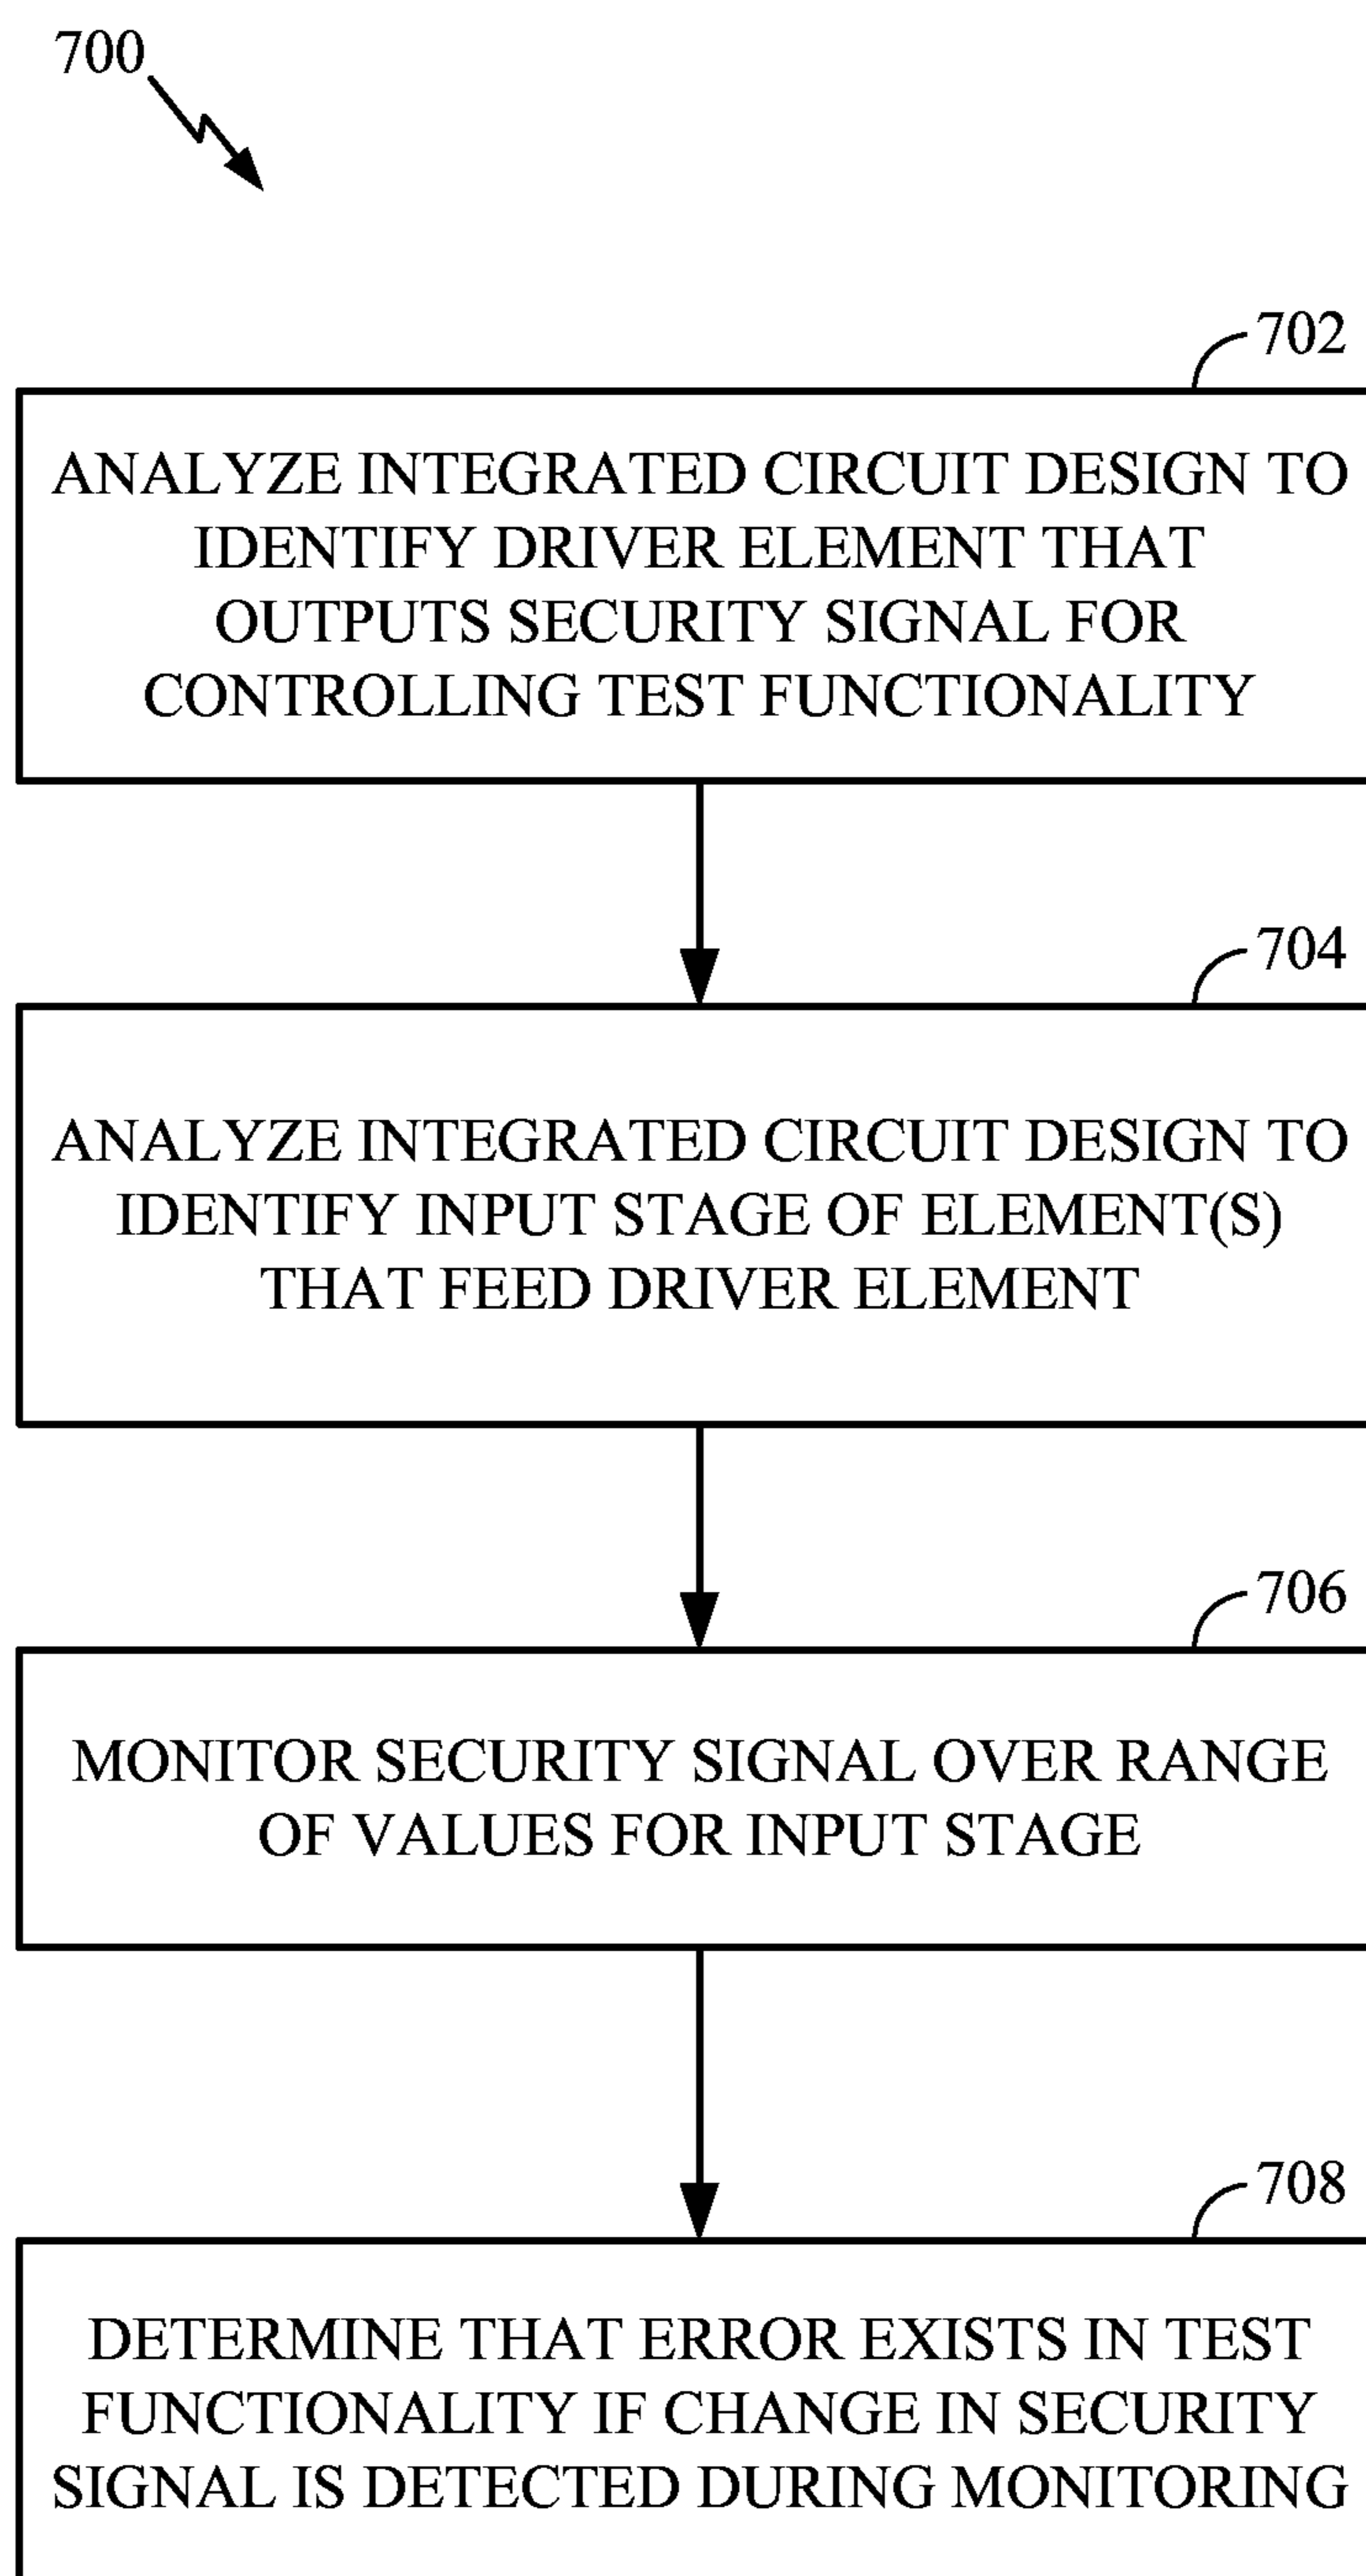 700
702
ANALYZE INTEGRATED CIRCUIT DESIGN TO
IDENTIFY DRIVER ELEMENT THAT
OUTPUTS SECURITY SIGNAL FOR
CONTROLLING TEST FUNCTIONALITY
704
ANALYZE INTEGRATED CIRCUIT DESIGN TO
IDENTIFY INPUT STAGE OF ELEMENT(S)
THAT FEED DRIVER ELEMENT
706
MONITOR SECURITY SIGNAL OVER RANGE
OF VALUES FOR INPUT STAGE
708
DETERMINE THAT ERROR EXISTS IN TEST
FUNCTIONALITY IF CHANGE IN SECURITY
SIGNAL IS DETECTED DURING MONITORING